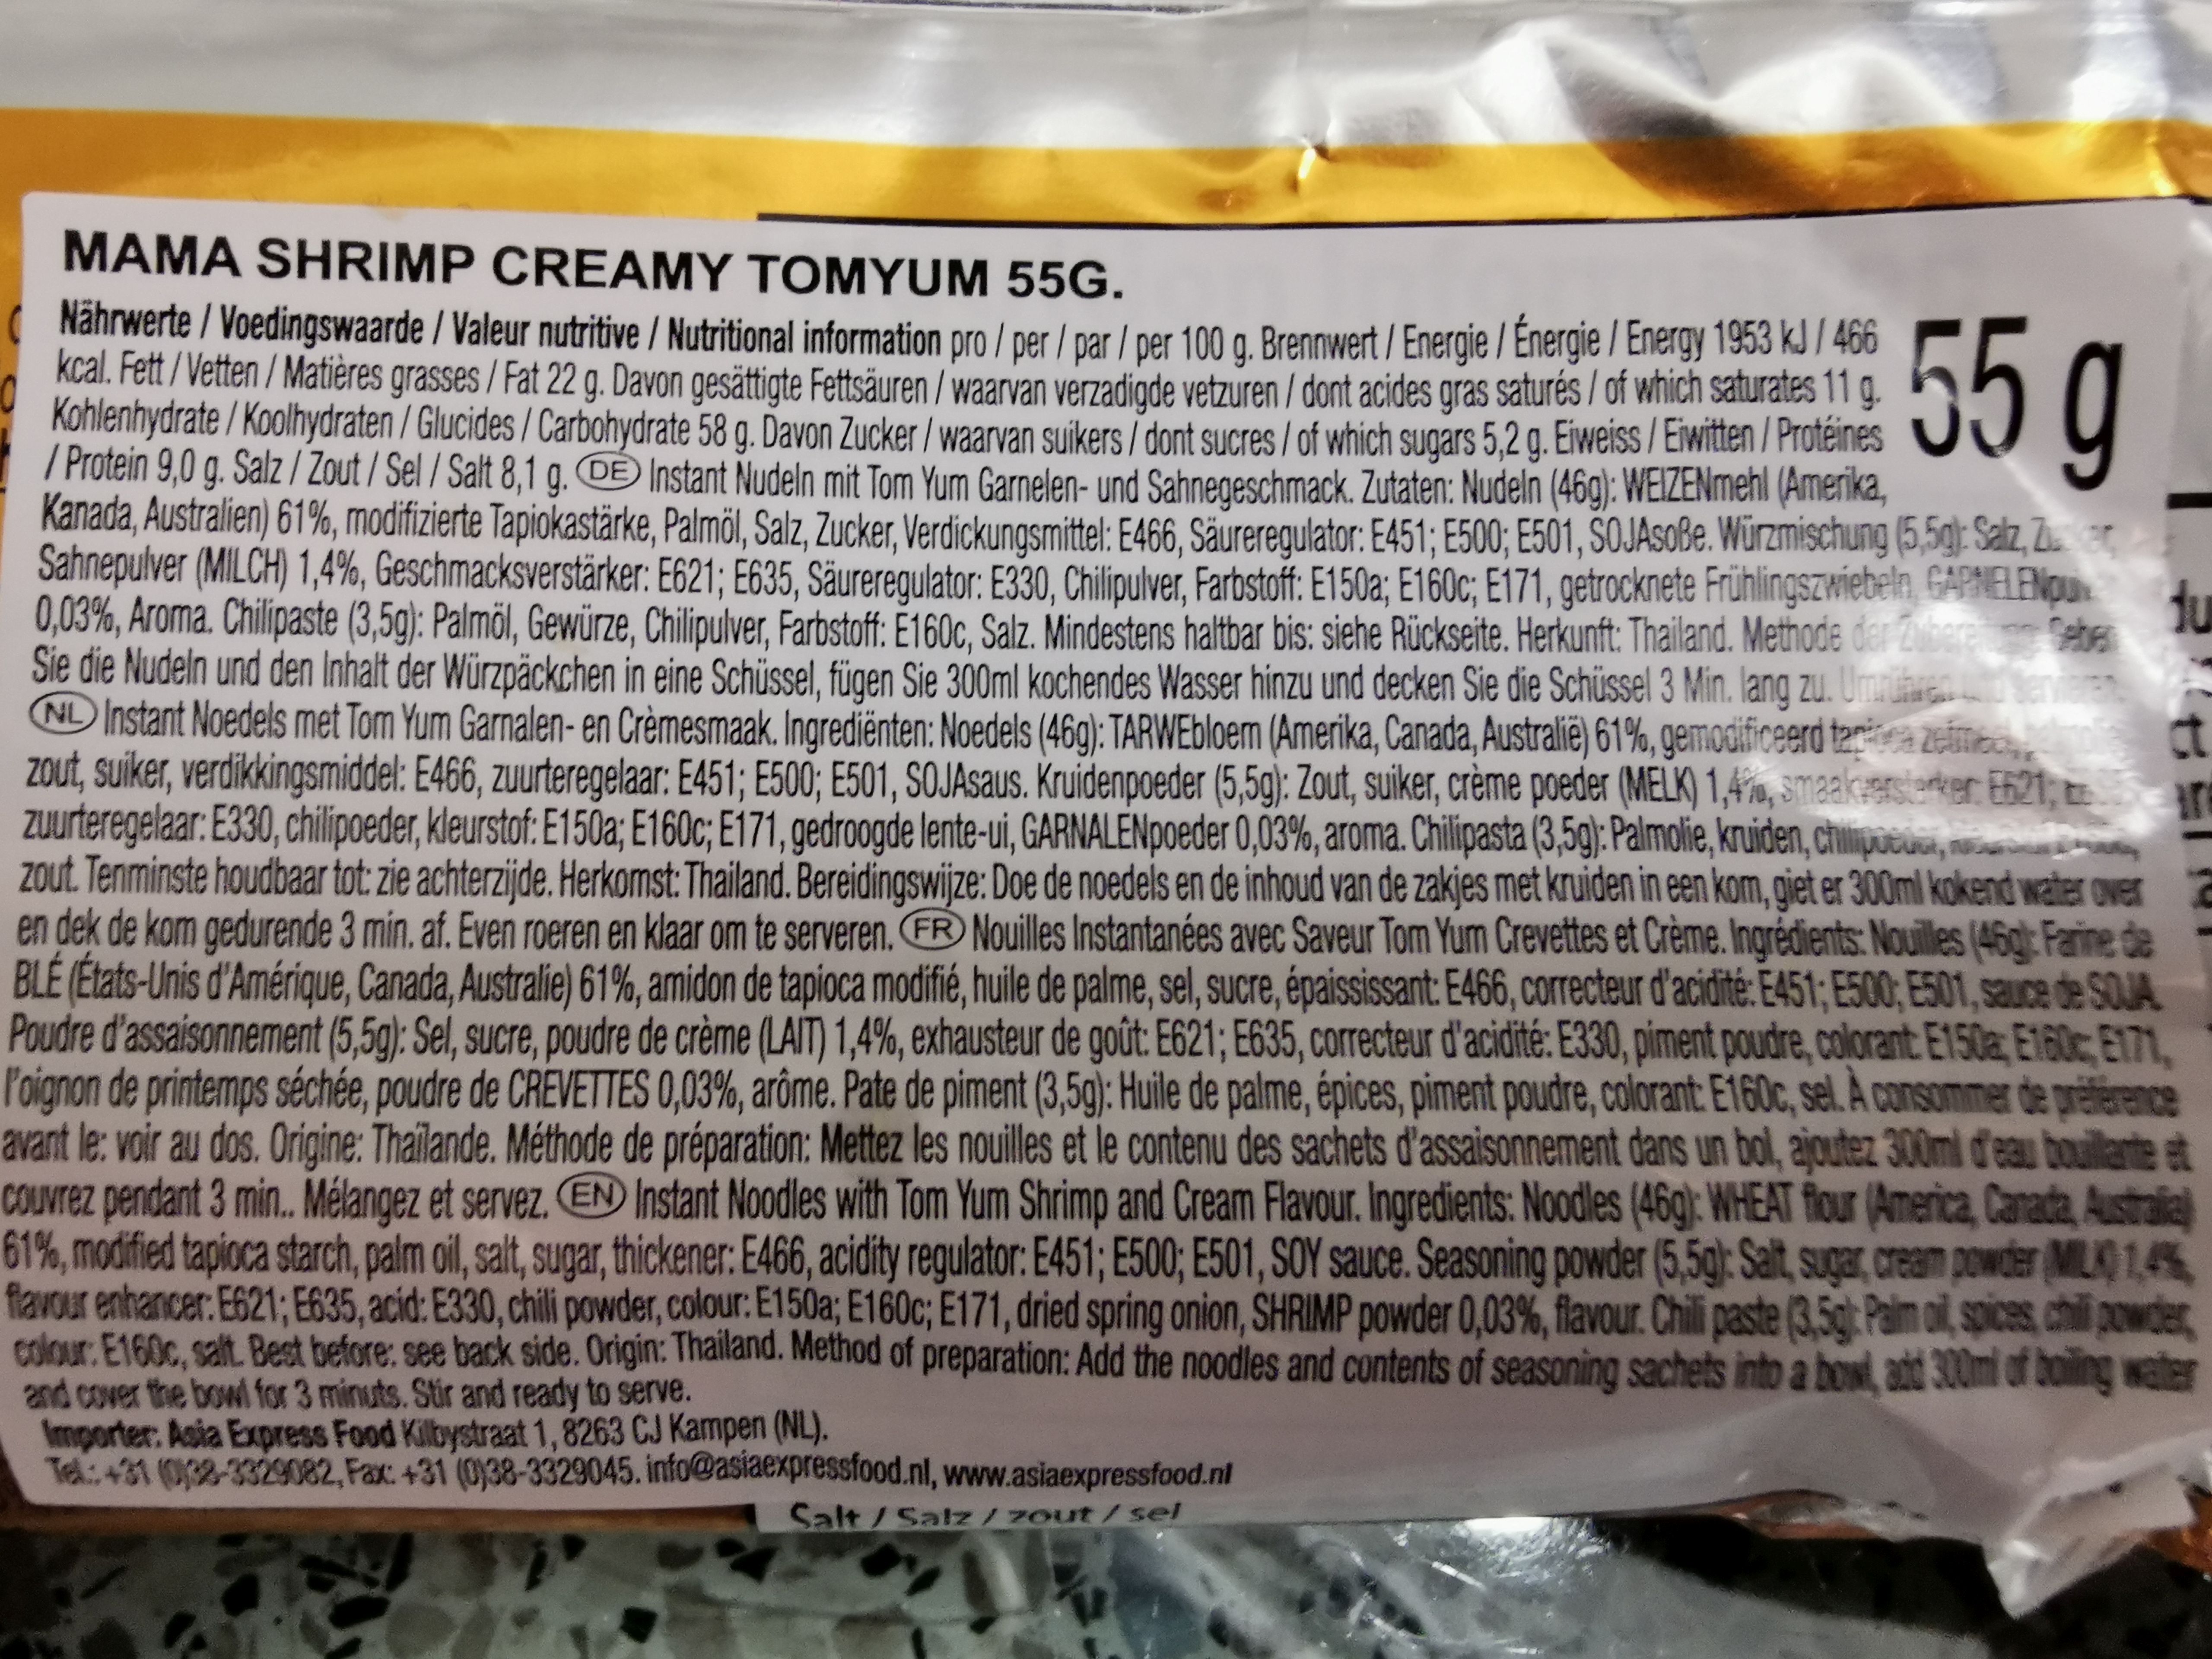 MAMA SHRIMP CREAMY TOMYUM 55G.
Nährwerte / Voedingswaarde / Valeur nutritive / Nutritional information pro / per / par / per 100 g. Brennwert / Energie / Énergie / Energy 1953 kJ / 466
55 g
kcal. Fett / Vetten / Matières grasses / Fat 22 g. Davon gesättigte Fettsäuren / waarvan verzadigde vetzuren / dont acides gras saturés / of which saturates 11 g.
Kohlenhydrate / Koolhydraten / Glucides / Carbohydrate 58 g. Davon Zucker / waarvan suikers / dont sucres / of which sugars 5,2 g. Eiweiss / Eiwitten / Protéines
/ Protein 9,0 g. Salz / Zout / Sel / Salt 8,1 g. DE Instant Nudeln mit Tom Yum Garnelen- und Sahnegeschmack. Zutaten: Nudeln (46g): WEIZENmehl (Amerika,
Kanada, Australien) 61%, modifizierte Tapiokastärke, Palmöl, Salz, Zucker, Verdickungsmittel: E466, Säureregulator: E451; E500; E501, SOJAsoße. Würzmischung (5,5g): Salz,
Sahnepulver (MILCH) 1,4%, Geschmacksverstärker: E621; E635, Säureregulator: E330, Chilipulver, Farbstoff: E150a; E160c; E171, getrocknete Frühlingszwiebeln,
0,03%, Aroma. Chilipaste (3,5g): Palmöl, Gewürze, Chilipulver, Farbstoff: E160c, Salz. Mindestens haltbar bis: siehe Rückseite. Herkunft: Thailand. Methode der
Sie die Nudeln und den Inhalt der Würzpäckchen in eine Schüssel, fügen Sie 300ml kochendes Wasser hinzu und decken Sie die Schüssel 3 Min. lang zu.
NL Instant Noedels met Tom Yum Garnalen- en Crèmesmaak. Ingrediënten: Noedels (46g): TARWEbloem (Amerika, Canada, Australië) 61%, gemodificeerd
zout, suiker, verdikkingsmiddel: E466, zuurteregelaar: E451; E500; E501, SOJAsaus. Kruidenpoeder (5,5g): Zout, suiker, crème poeder (MELK) 1,4%, smaakversterker: E621;
zuurteregelaar: E330, chilipoeder, kleurstof: E150a; E160c; E171, gedroogde lente-ui, GARNALENpoeder 0,03%, aroma. Chilipasta (3,5g): Palmolie, kruiden,
zout. Tenminste houdbaar tot: zie achterzijde. Herkomst: Thailand. Bereidingswijze: Doe de noedels en de inhoud van de zakjes met kruiden in een kom, giet er 300ml kokend water over
en dek de kom gedurende 3 min. af. Even roeren en klaar om te serveren. FR Nouilles Instantanées avec Saveur Tom Yum Crevettes et Crème. Ingrédients: Nouilles (46g): Farine de
BLÉ (États-Unis d'Amérique, Canada, Australie) 61%, amidon de tapioca modifié, huile de palme, sel, sucre, épaississant: E466, correcteur d'acidité: E451; E500; E501, sauce de SOJA.
Poudre d'assaisonnement (5,5g): Sel, sucre, poudre de crème (LAIT) 1,4%, exhausteur de goût: E621; E635, correcteur d'acidité: E330, piment poudre, colorant: E150a; E160c; E171,
l'oignon de printemps séchée, poudre de CREVETTES 0,03%, arôme. Pate de piment (3,5g): Huile de palme, épices, piment poudre, colorant: E160c, sel. À consommer de préférence
avant le: voir au dos. Origine: Thaïlande. Méthode de préparation: Mettez les nouilles et le contenu des sachets d'assaisonnement dans un bol, ajoutez 300ml d'eau bouillante et
couvrez pendant 3 min.. Mélangez et servez. EN Instant Noodles with Tom Yum Shrimp and Cream Flavour. Ingredients: Noodles (46g): WHEAT flour (America, Canada, Australia)
61%, modified tapioca starch, palm oil, salt, sugar, thickener: E466, acidity regulator: E451; E500; E501, SOY sauce. Seasoning powder (5,5g): Salt, sugar, cream powder (MILK) 1,4%,
flavour enhancer: E621; E635, acid: E330, chili powder, colour: E150a; E160c; E171, dried spring onion, SHRIMP powder 0,03%, flavour. Chili paste (3,5g): Palm oil, spices, chili powder,
colour: E160c, salt. Best before: see back side. Origin: Thailand. Method of preparation: Add the noodles and contents of seasoning sachets into a bowl, add 300ml of boiling water
and cover the bowl for 3 minuts. Stir and ready to serve.
Importer: Asia Express Food Kilbystraat 1, 8263 CJ Kampen (NL).
Tel.: +31 (0)38-3329082, Fax: +31 (0)38-3329045. info@asiaexpressfood.nl, www.asiaexpressfood.nl
Salt / Salz / zout / sel